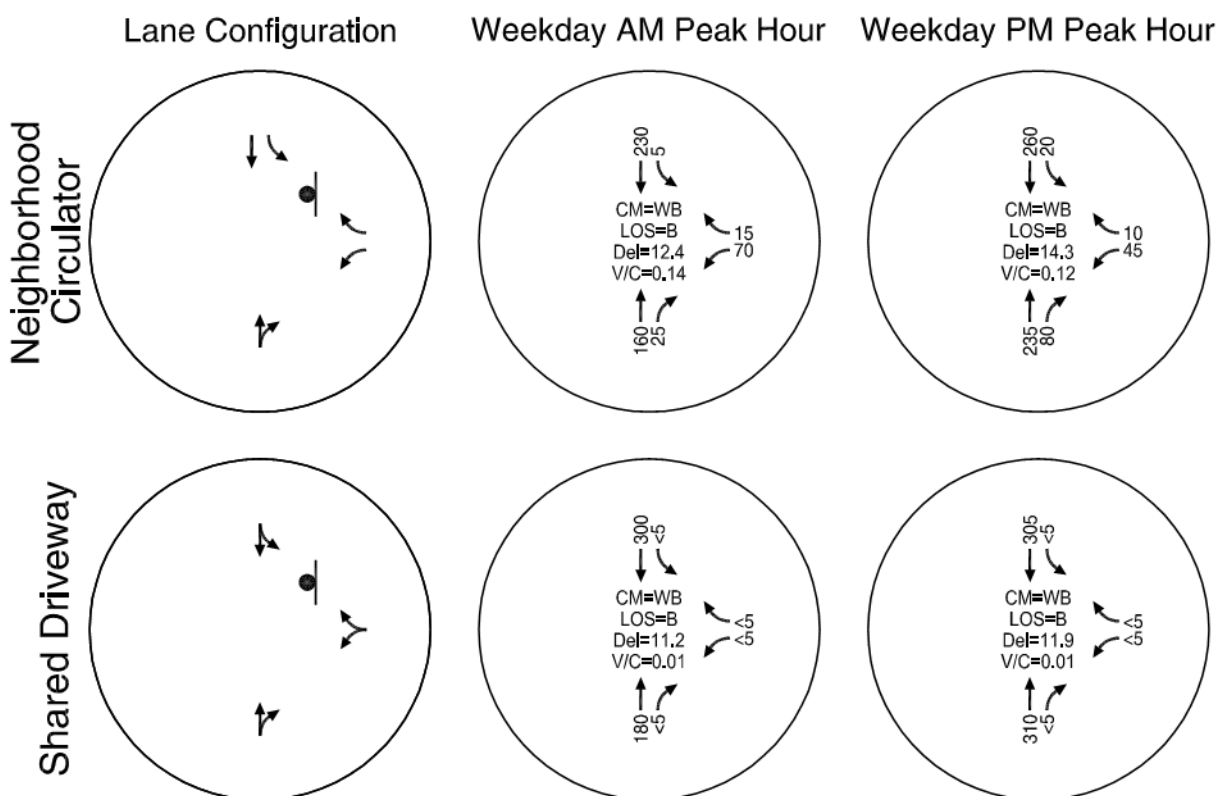 Lane Configuration
Weekday AM Peak Hour
Weekday PM Peak Hour
Neighborhood
Circulator
230
5
CM=WB
LOS=B
Del=12.4
V/C=0.14
15
70
160
25
260
20
CM=WB
LOS=B
Del=14.3
V/C=0.12
10
45
235
80
Shared Driveway
300
<5
CM=WB
LOS=B
Del=11.2
V/C=0.01
<5
<5
180
<5
305
<5
CM=WB
LOS=B
Del=11.9
V/C=0.01
<5
<5
310
<5